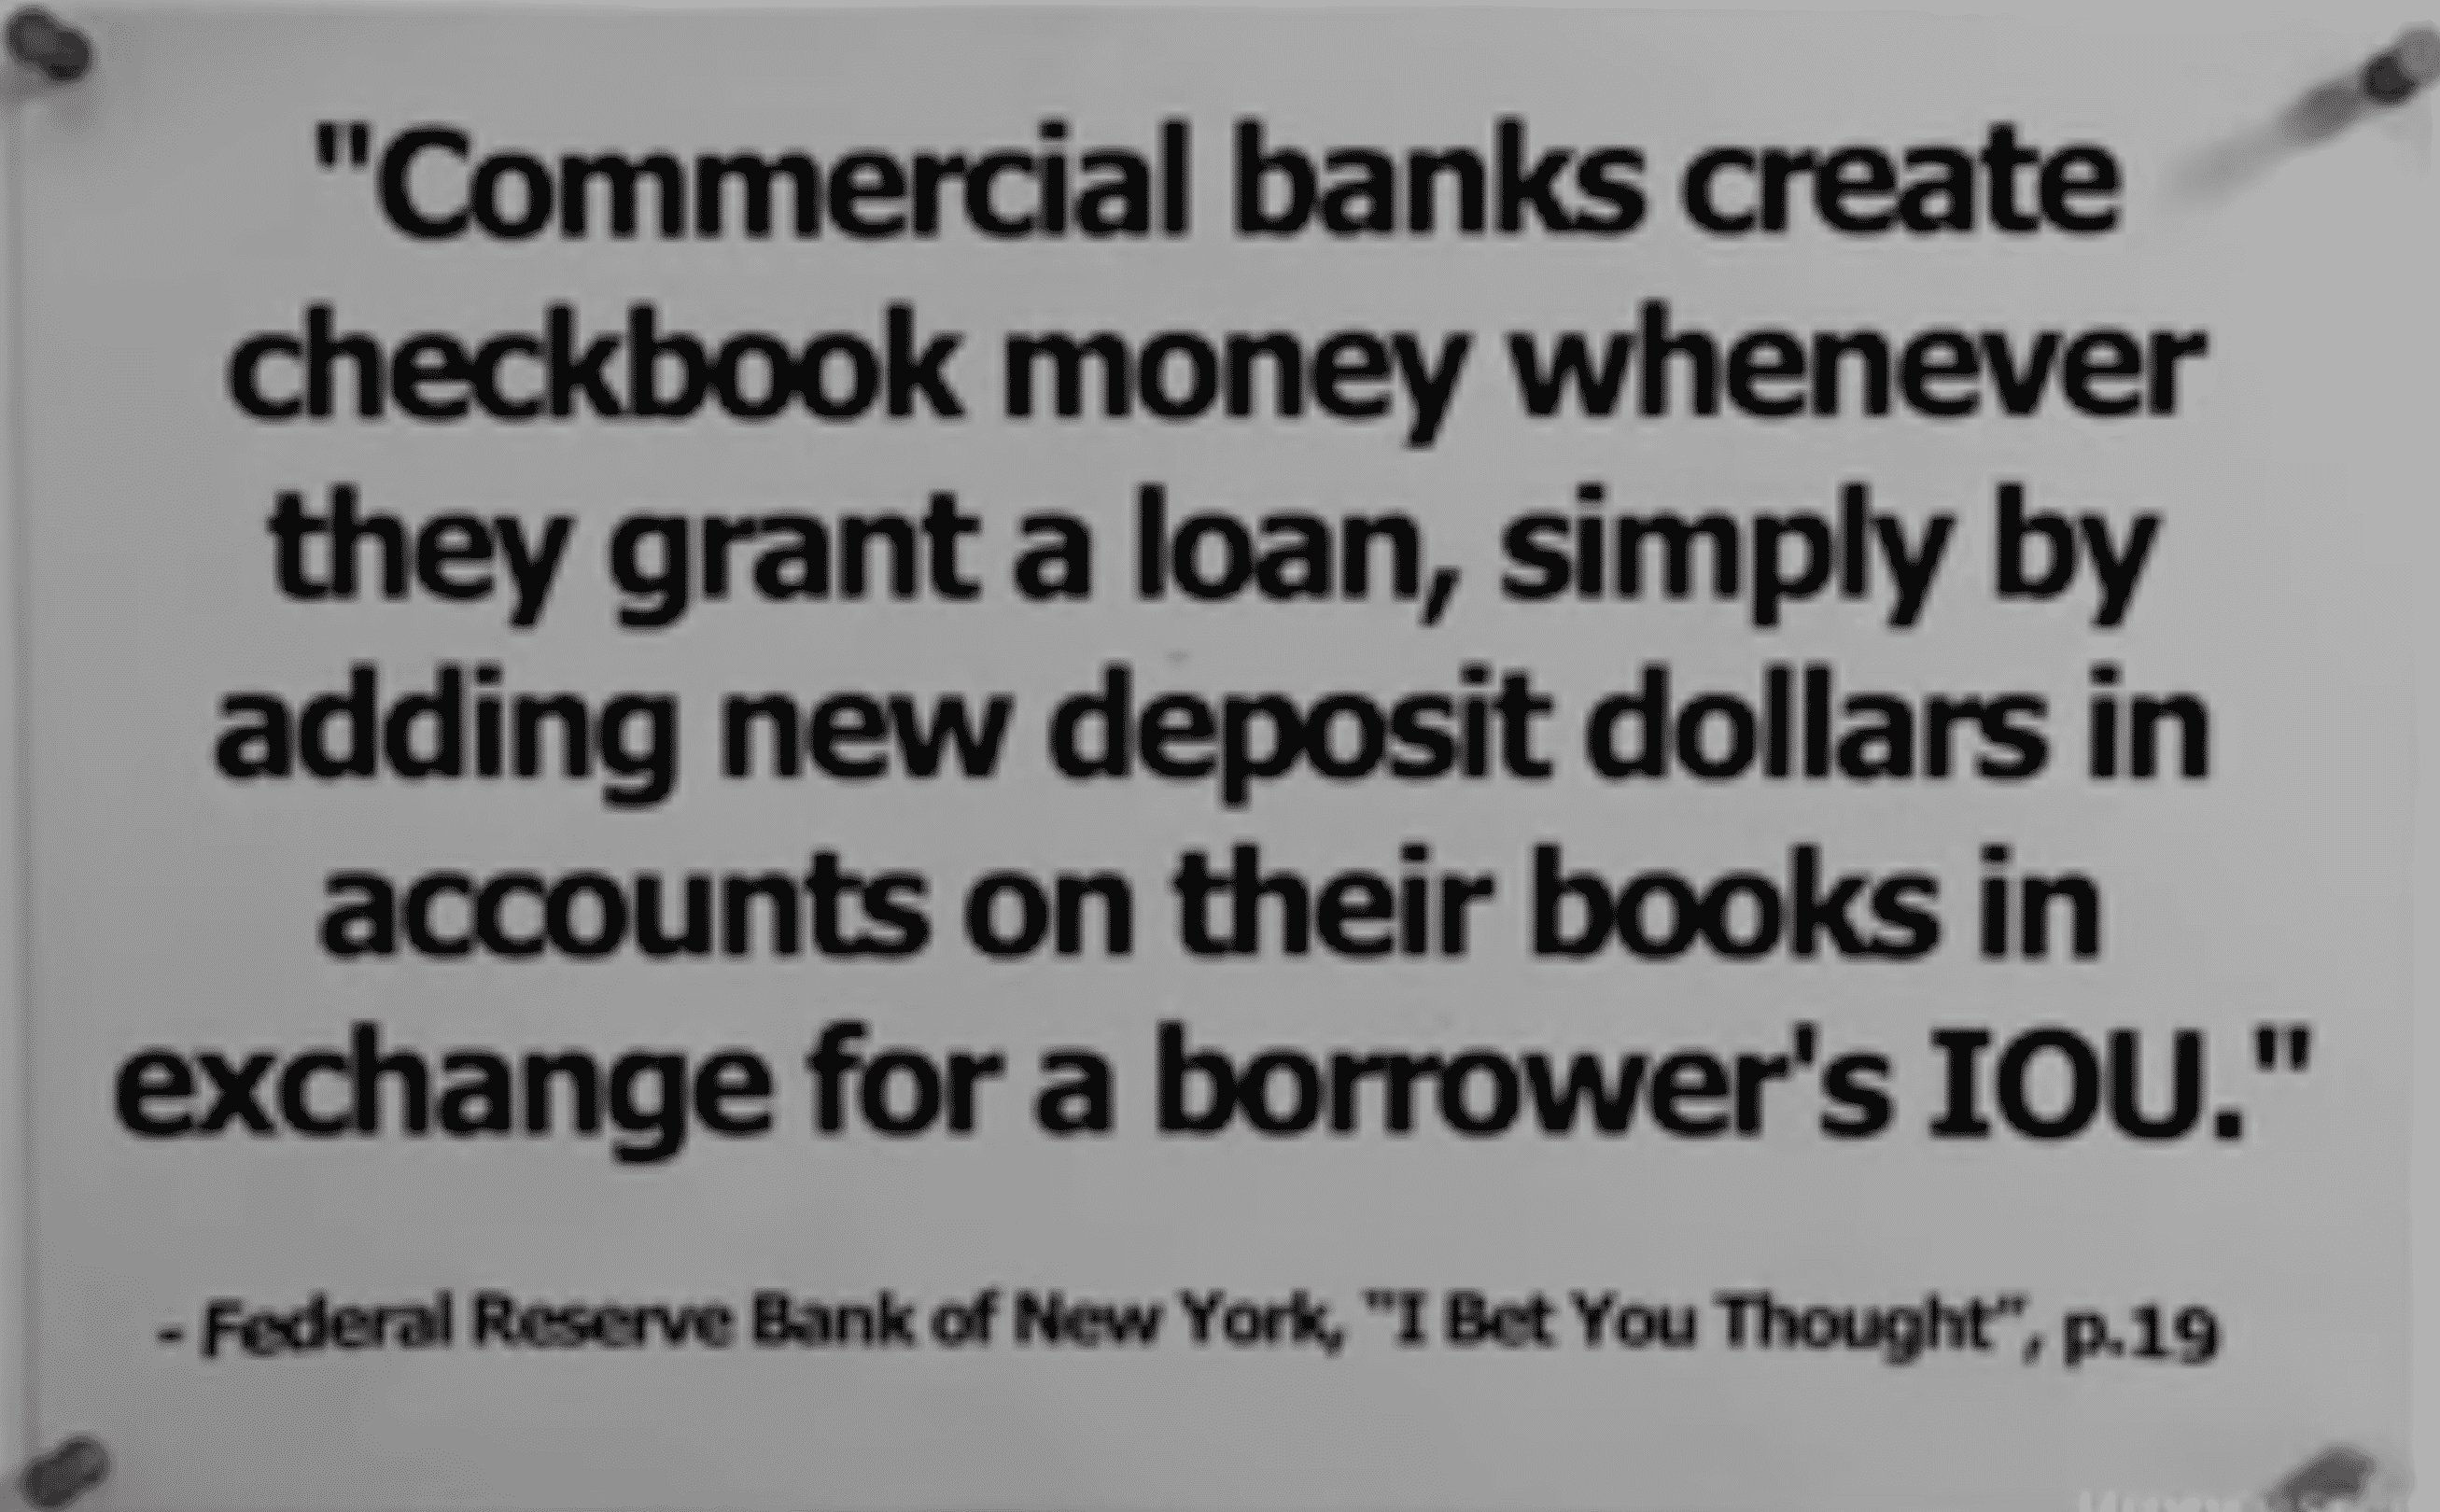 "Commercial banks create
checkbook money whenever
they grant a loan, simply by
adding new deposit dollars in
accounts on their books in
exchange for a borrower's IOU."
- Federal Reserve Bank of New York, "I Bet You Thought", p.19